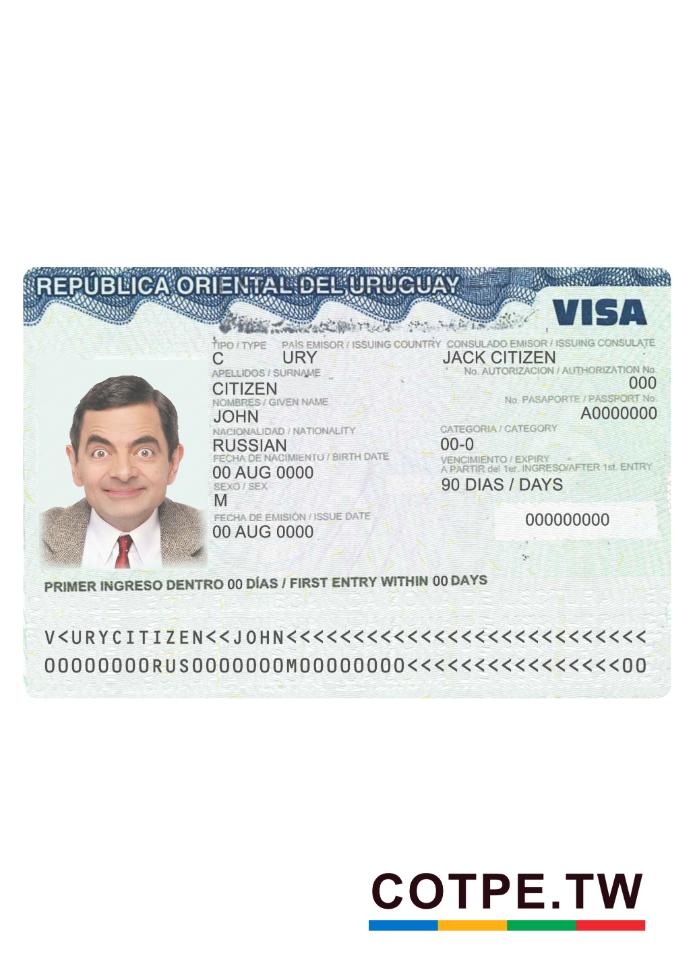 REPÚBLICA ORIENTAL DEL URUGUAY
VISA
TIPO / TYPE PAÍS EMISOR / ISSUING COUNTRY CONSULADO EMISOR / ISSUING CONSULATE
C URY JACK CITIZEN
APELLIDOS / SURNAME No. AUTORIZACION / AUTHORIZATION No.
CITIZEN 000
NOMBRES / GIVEN NAME No. PASAPORTE / PASSPORT No.
JOHN A0000000
NACIONALIDAD / NATIONALITY CATEGORIA / CATEGORY
RUSSIAN 00-0
FECHA DE NACIMIENTO / BIRTH DATE VENCIMIENTO / EXPIRY
A PARTIR del 1er. INGRESO/AFTER 1st. ENTRY
00 AUG 0000 90 DIAS / DAYS
SEXO / SEX
M
FECHA DE EMISIÓN / ISSUE DATE 000000000
00 AUG 0000
PRIMER INGRESO DENTRO 00 DÍAS / FIRST ENTRY WITHIN 00 DAYS
V<URYCITIZEN<<JOHN<<<<<<<<<<<<<<<<<<<<<<<<<<
00000000RUS0000000M00000000<<<<<<<<<<<<<<<00
COTPE.TW